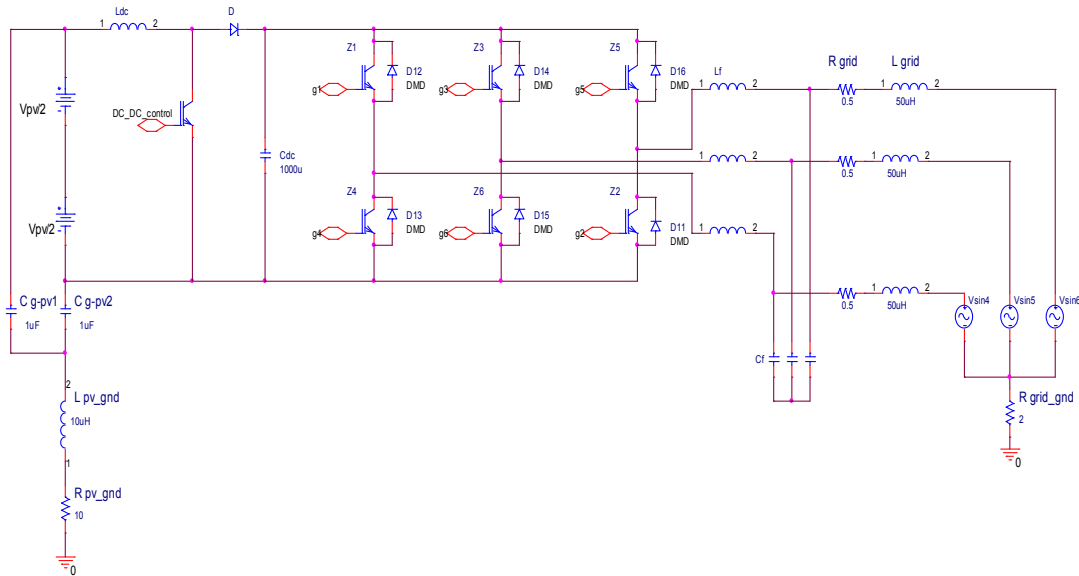 Ldc
D
1 2
Vpv/2
Vpv/2
DC_DC_control
Cdc
1000u
Z1
g1
D12
DMD
Z3
g3
D14
DMD
Z5
g5
D16
DMD
Z4
g4
D13
DMD
Z6
g6
D15
DMD
Z2
g2
D11
DMD
Lf
1 2
1 2
1 2
R grid
L grid
0.5
1 2
50uH
0.5
1 2
50uH
0.5
1 2
50uH
Vsin4
Vsin5
Vsin6
Cf
R grid_gnd
2
0
C g-pv1
1uF
C g-pv2
1uF
2
L pv_gnd
10uH
1
R pv_gnd
10
0